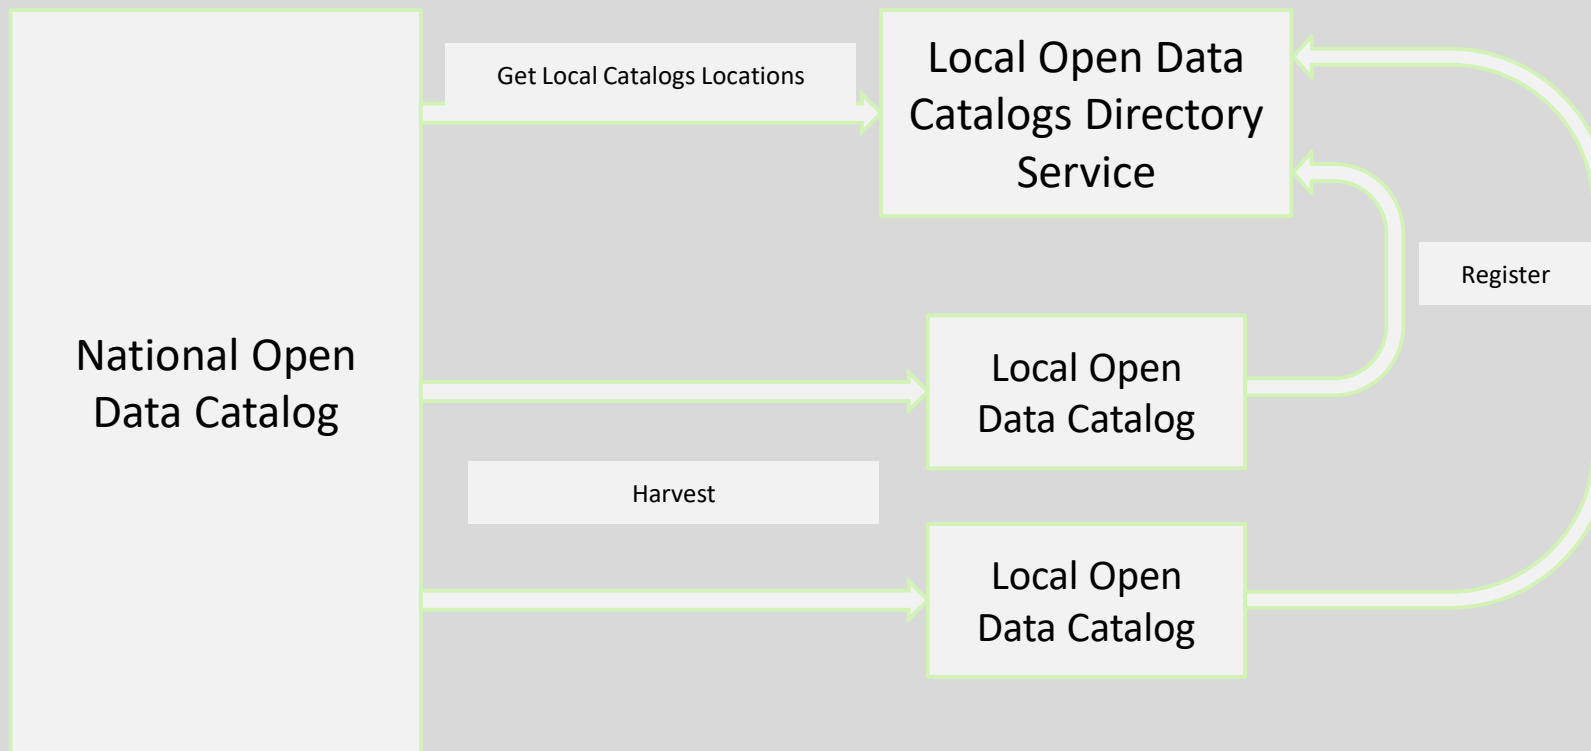 Get Local Catalogs Locations
Local Open Data
Catalogs Directory
Service
Register
National Open
Data Catalog
Local Open
Data Catalog
Harvest
Local Open
Data Catalog